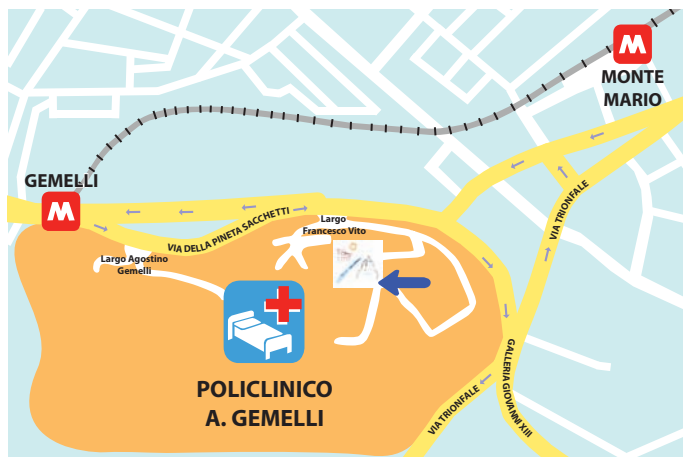 M
MONTE
MARIO
GEMELLI
M
VIA DELLA PINETA SACCHETTI
Largo
Francesco Vito
VIA TRIONFALE
Largo Agostino
Gemelli
POLICLINICO
A. GEMELLI
VIA TRIONFALE
GALLERIA GIOVANNI XIII